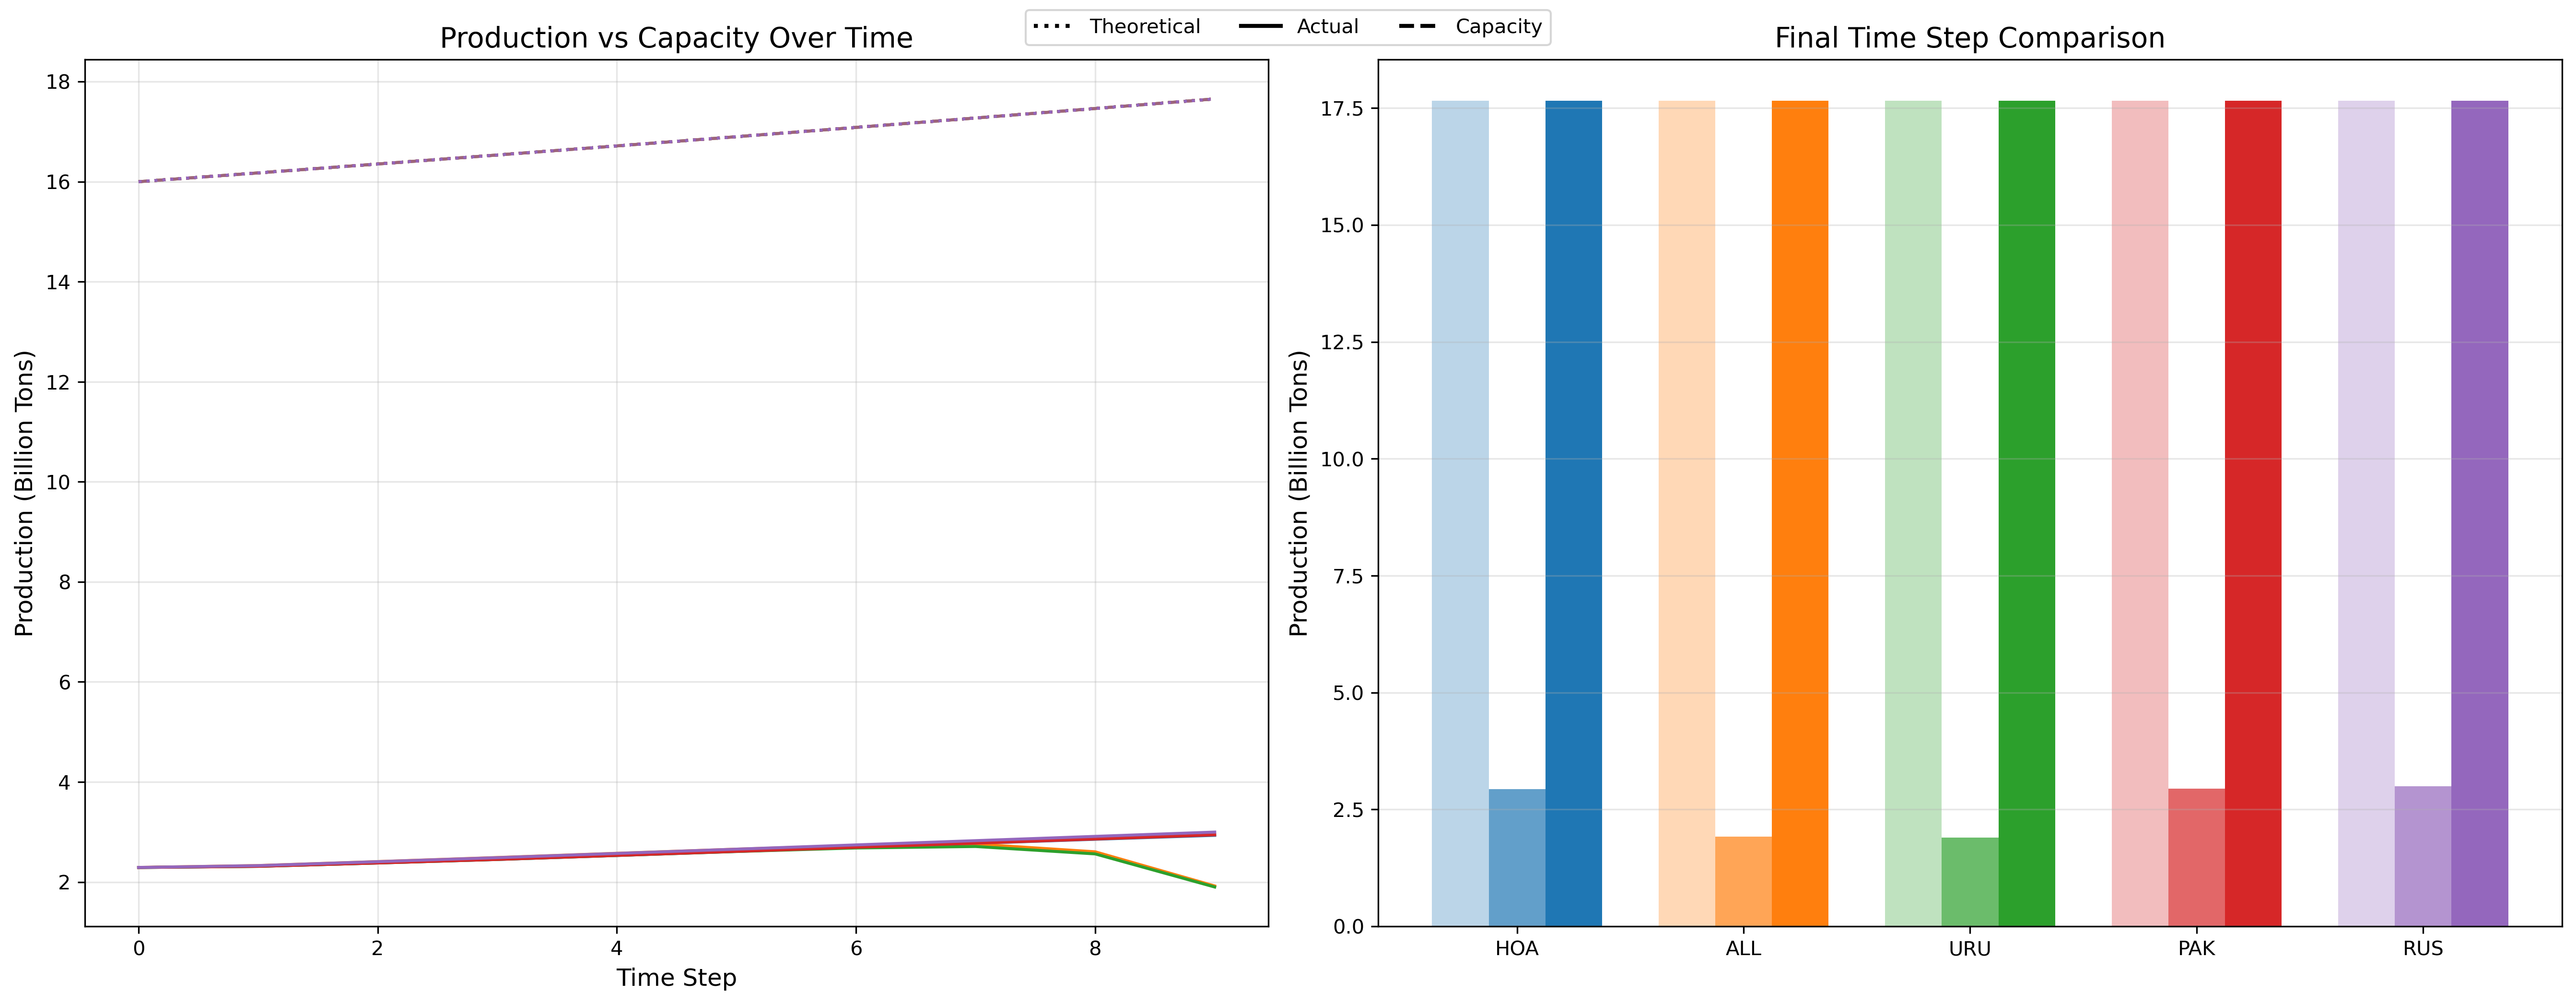 Theoretical Actual Capacity
Production vs Capacity Over Time
Production (Billion Tons)
18
16
14
12
10
8
6
4
2
0 2 4 6 8
Time Step
Final Time Step Comparison
Production (Billion Tons)
17.5
15.0
12.5
10.0
7.5
5.0
2.5
0.0
HOA ALL URU PAK RUS